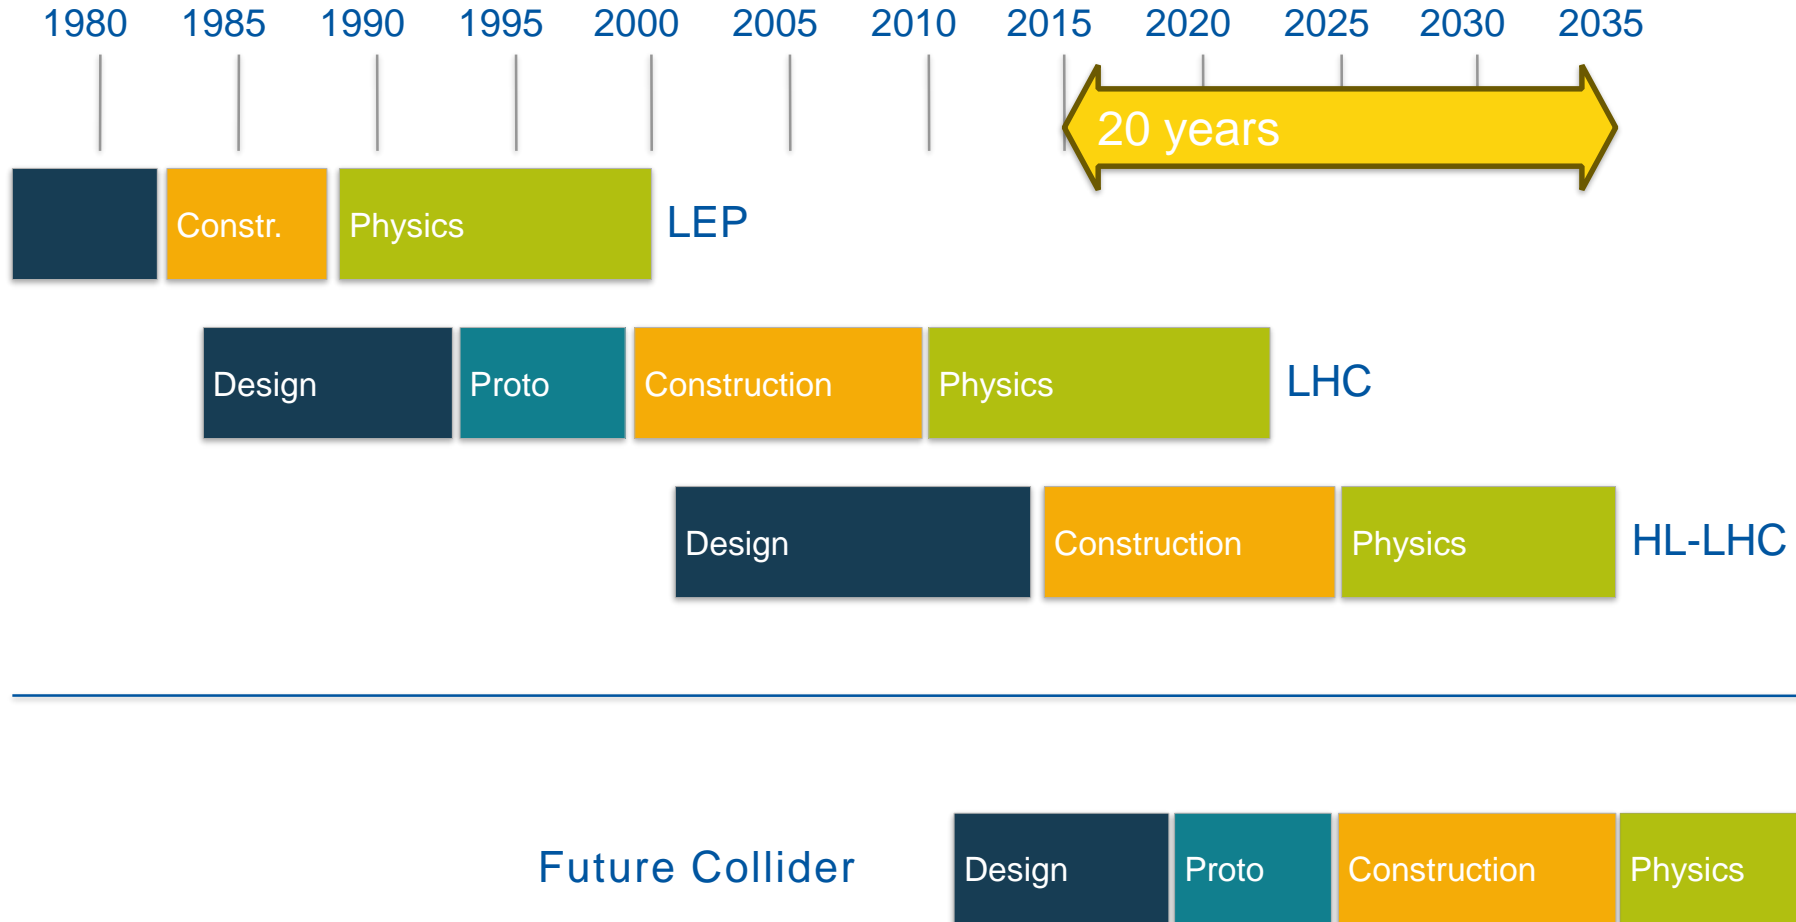 1980 1985 1990 1995 2000 2005 2010 2015 2020 2025 2030 2035
20 years
Constr. Physics LEP
Design Proto Construction Physics LHC
Design Construction Physics HL-LHC
Future Collider Design Proto Construction Physics